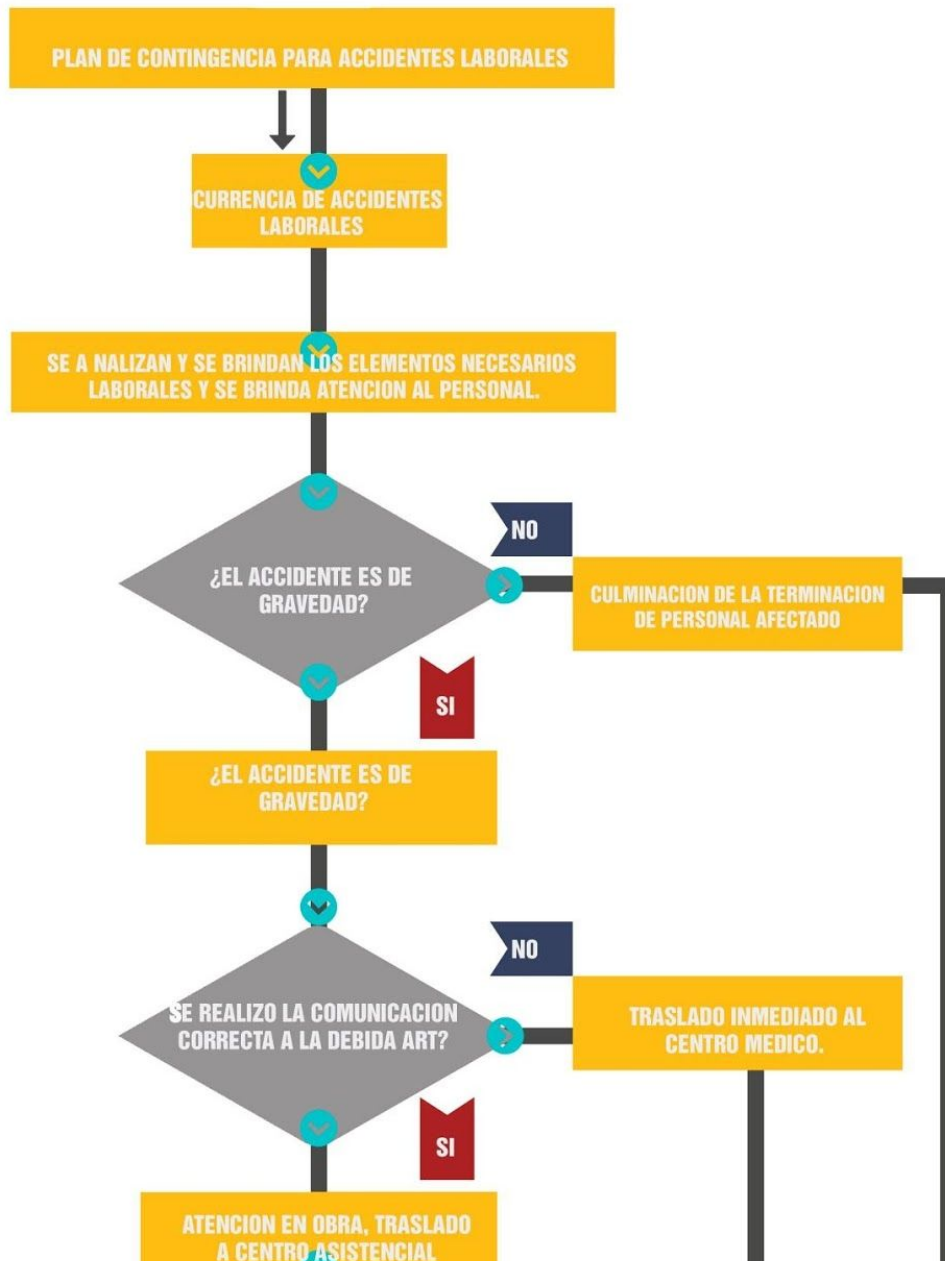 PLAN DE CONTINGENCIA PARA ACCIDENTES LABORALES
CURRENCIA DE ACCIDENTES
LABORALES
SE A NALIZAN Y SE BRINDAN LOS ELEMENTOS NECESARIOS
LABORALES Y SE BRINDA ATENCION AL PERSONAL.
¿EL ACCIDENTE ES DE
GRAVEDAD?
NO
CULMINACION DE LA TERMINACION
DE PERSONAL AFECTADO
SI
¿EL ACCIDENTE ES DE
GRAVEDAD?
SE REALIZO LA COMUNICACION
CORRECTA A LA DEBIDA ART?
NO
TRASLADO INMEDIADO AL
CENTRO MEDICO.
SI
ATENCION EN OBRA, TRASLADO
A CENTRO ASISTENCIAL